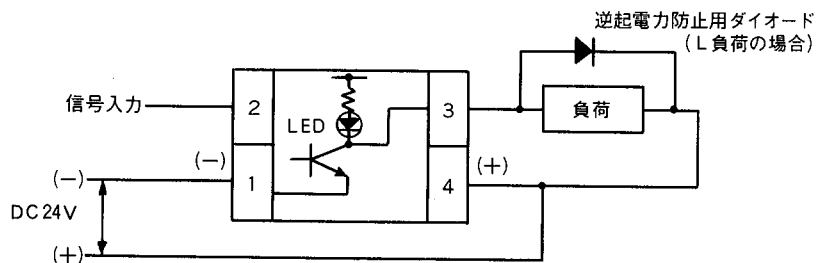 逆起電力防止用ダイオード
(L負荷の場合)
信号入力
2
LED
3
負荷
(−)
1
4
(+)
(−)
DC24V
(+)